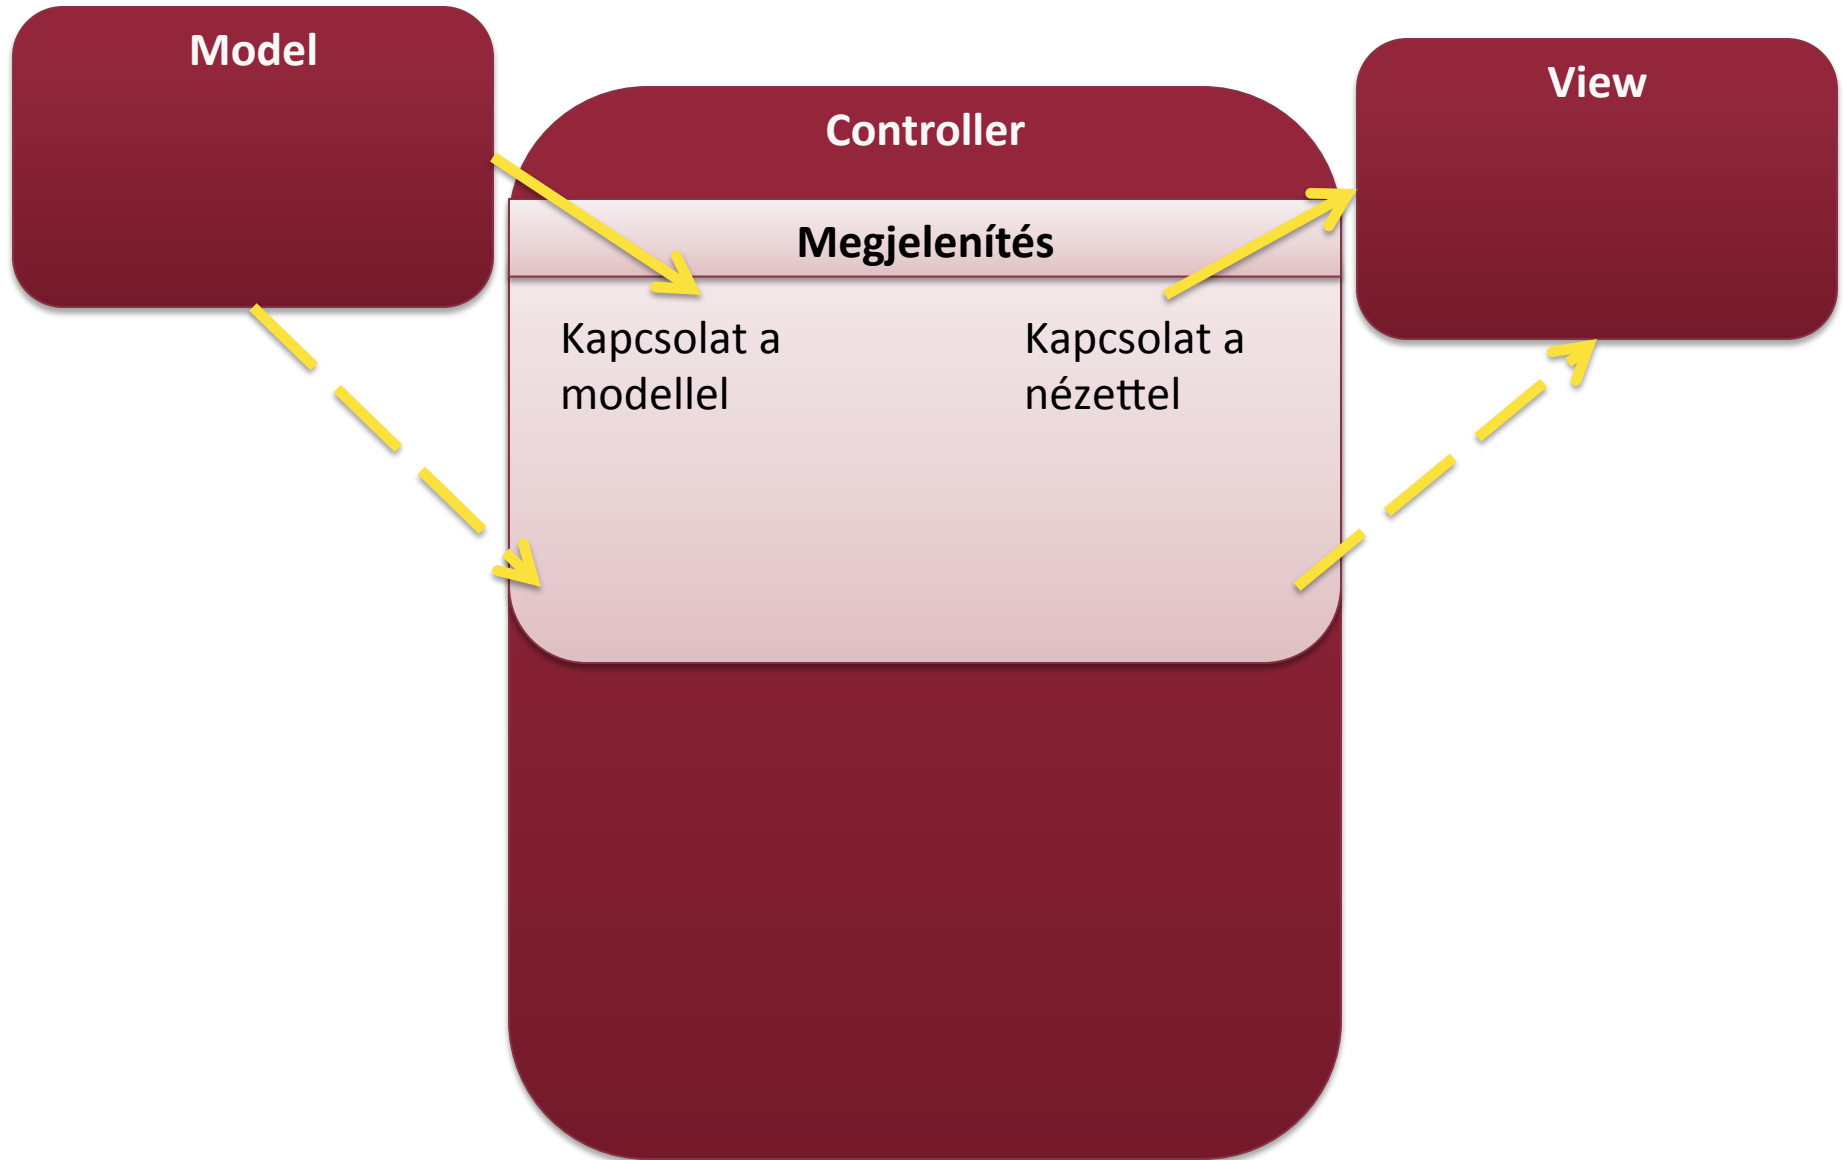 Model
View
Controller
Megjelenítés
Kapcsolat a
modellel
Kapcsolat a
nézettel